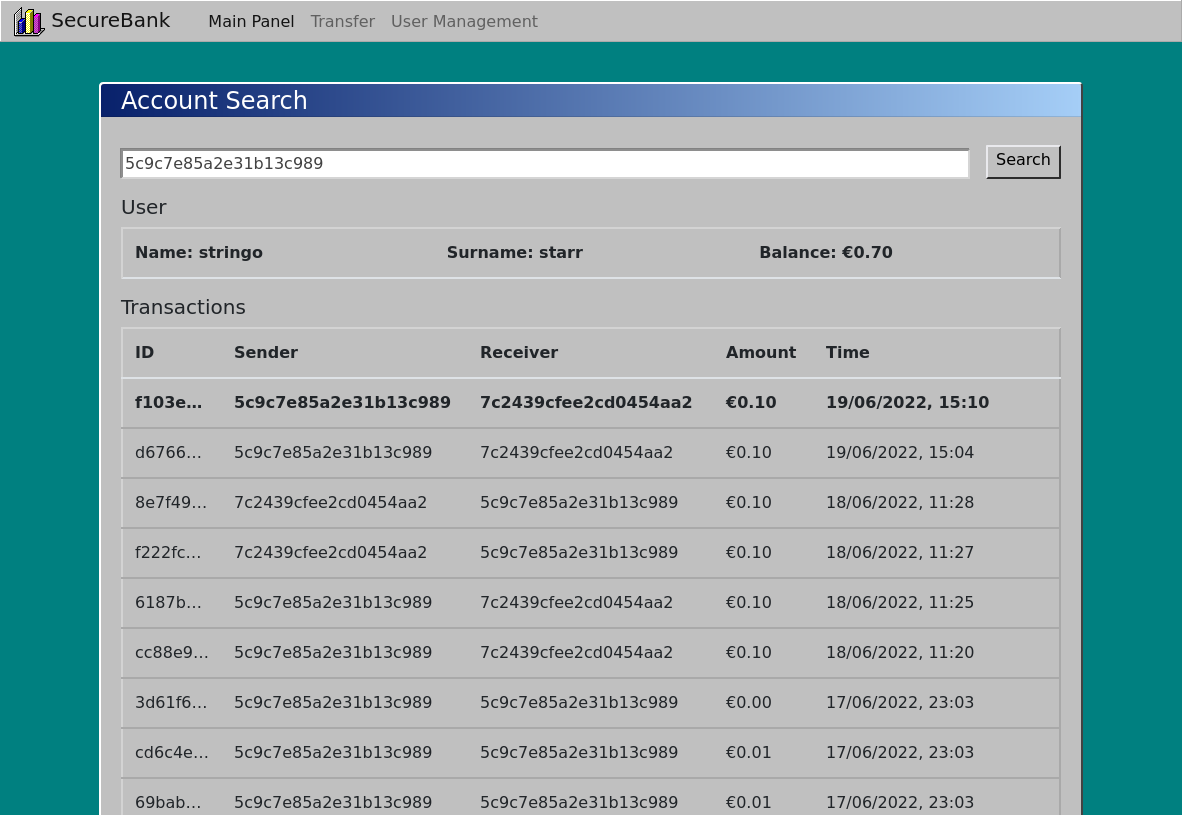 SecureBank Main Panel Transfer User Management
Account Search
5c9c7e85a2e31b13c989 Search
User
Name: stringo Surname: starr Balance: €0.70
Transactions
ID Sender Receiver Amount Time
f103e… 5c9c7e85a2e31b13c989 7c2439cfee2cd0454aa2 €0.10 19/06/2022, 15:10
d6766… 5c9c7e85a2e31b13c989 7c2439cfee2cd0454aa2 €0.10 19/06/2022, 15:04
8e7f49… 7c2439cfee2cd0454aa2 5c9c7e85a2e31b13c989 €0.10 18/06/2022, 11:28
f222fc… 7c2439cfee2cd0454aa2 5c9c7e85a2e31b13c989 €0.10 18/06/2022, 11:27
6187b… 5c9c7e85a2e31b13c989 7c2439cfee2cd0454aa2 €0.10 18/06/2022, 11:25
cc88e9… 5c9c7e85a2e31b13c989 7c2439cfee2cd0454aa2 €0.10 18/06/2022, 11:20
3d61f6… 5c9c7e85a2e31b13c989 5c9c7e85a2e31b13c989 €0.00 17/06/2022, 23:03
cd6c4e… 5c9c7e85a2e31b13c989 5c9c7e85a2e31b13c989 €0.01 17/06/2022, 23:03
69bab… 5c9c7e85a2e31b13c989 5c9c7e85a2e31b13c989 €0.01 17/06/2022, 23:03